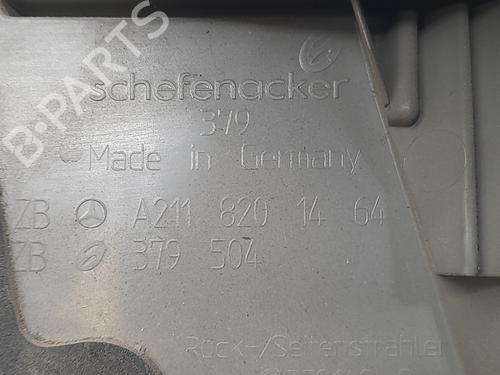 B-PARTS
schefenacker
379
Made in Germany
ZB A211 820 14 64
ZB 379 504
Rück-/Seitenstrahler